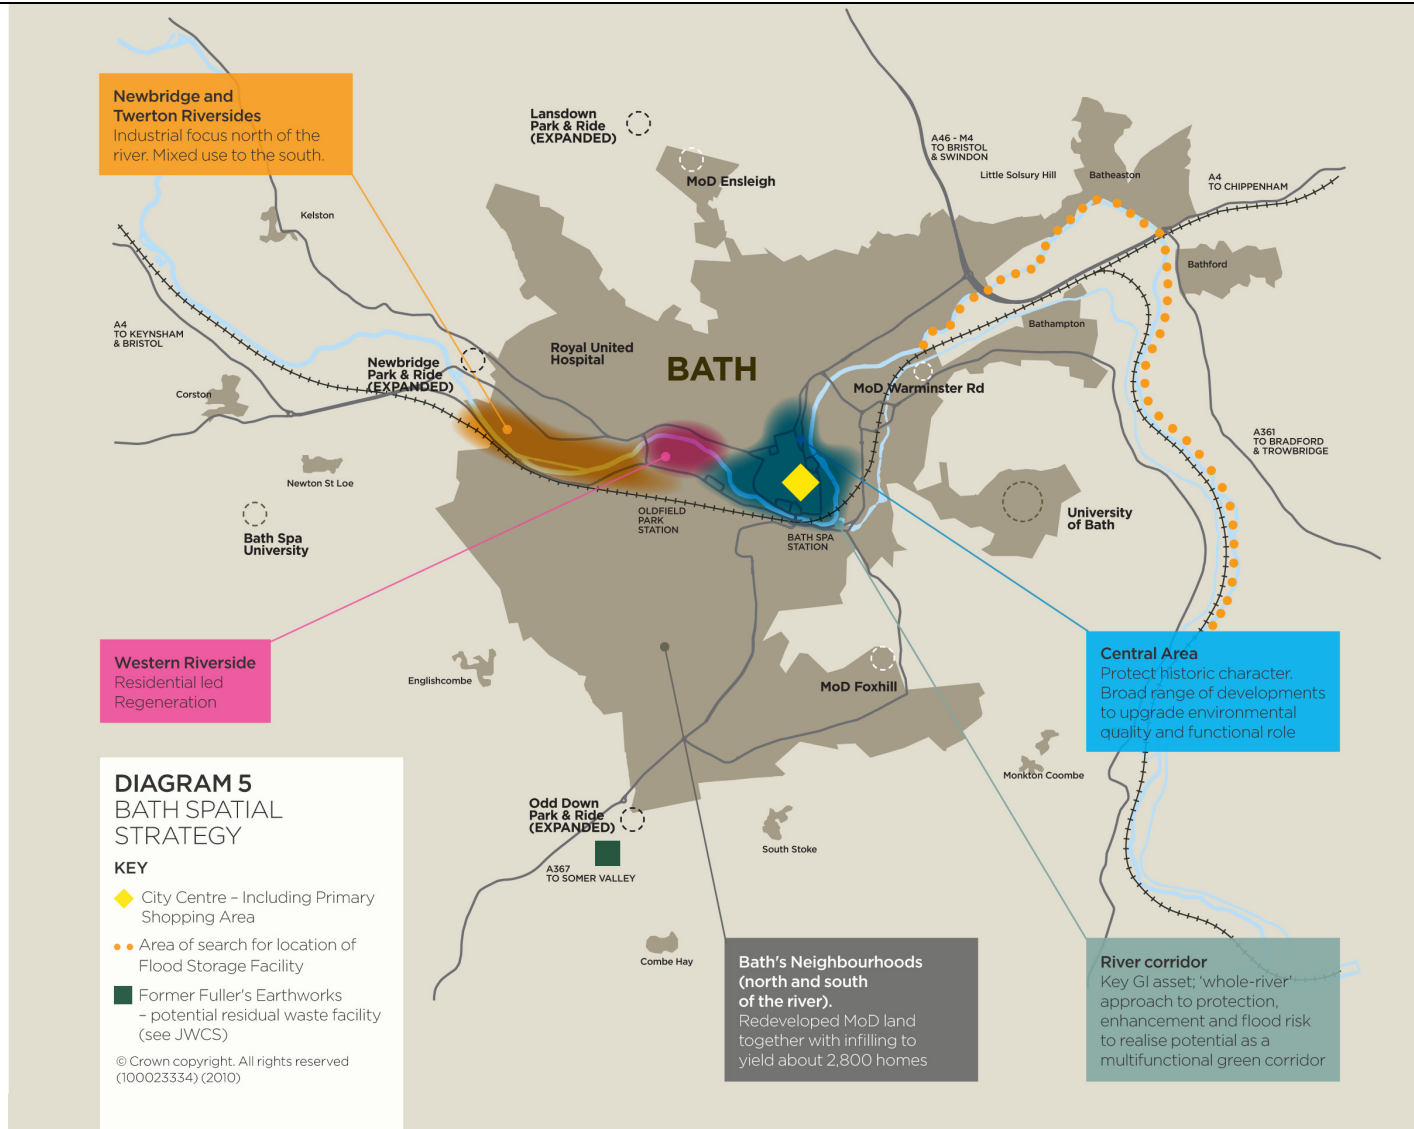 Newbridge and
Twerton Riversides
Industrial focus north of the
river. Mixed use to the south.
Lansdown
Park & Ride
(EXPANDED)
MoD Ensleigh
A46 - M4
TO BRISTOL
& SWINDON
Little Solsury Hill
Batheaston
A4
TO CHIPPENHAM
Kelston
Bathford
A4
TO KEYNSHAM
& BRISTOL
Bathampton
Royal United
Hospital
BATH
Newbridge
Park & Ride
(EXPANDED)
MoD Warminster Rd
Corston
A361
TO BRADFORD
& TROWBRIDGE
Newton St Loe
OLDFIELD
PARK
STATION
University
of Bath
Bath Spa
University
BATH SPA
STATION
Western Riverside
Residential led
Regeneration
Englishcombe
MoD Foxhill
Central Area
Protect historic character.
Broad range of developments
to upgrade environmental
quality and functional role
Monkton Coombe
DIAGRAM 5
BATH SPATIAL
STRATEGY
KEY
City Centre – Including Primary
Shopping Area
Area of search for location of
Flood Storage Facility
Former Fuller's Earthworks
– potential residual waste facility
(see JWCS)
© Crown copyright. All rights reserved
(100023334) (2010)
Odd Down
Park & Ride
(EXPANDED)
South Stoke
A367
TO SOMER VALLEY
Combe Hay
Bath's Neighbourhoods
(north and south
of the river).
Redeveloped MoD land
together with infilling to
yield about 2,800 homes
River corridor
Key GI asset; ‘whole-river’
approach to protection,
enhancement and flood risk
to realise potential as a
multifunctional green corridor